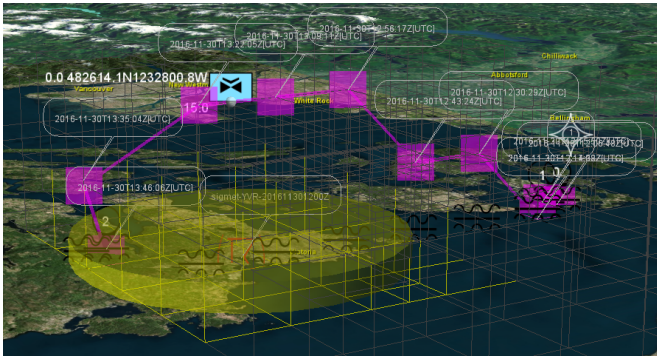 2016-11-30T12:56:17Z[UTC]
2016-11-30T13:09:11Z[UTC]
2016-11-30T13:22:05Z[UTC]
Chilliwack
0.0 482614.1N1232800.8W
Vancouver
New Westm
Abbotsford
2016-11-30T12:30:29Z[UTC]
2016-11-30T12:43:24Z[UTC]
White Rock
15.0
2016-11-30T13:35:04Z[UTC]
Bellingham
2016-11-30T13:46:06Z[UTC]
sigmet-YVR-201611301200Z
1
0
2